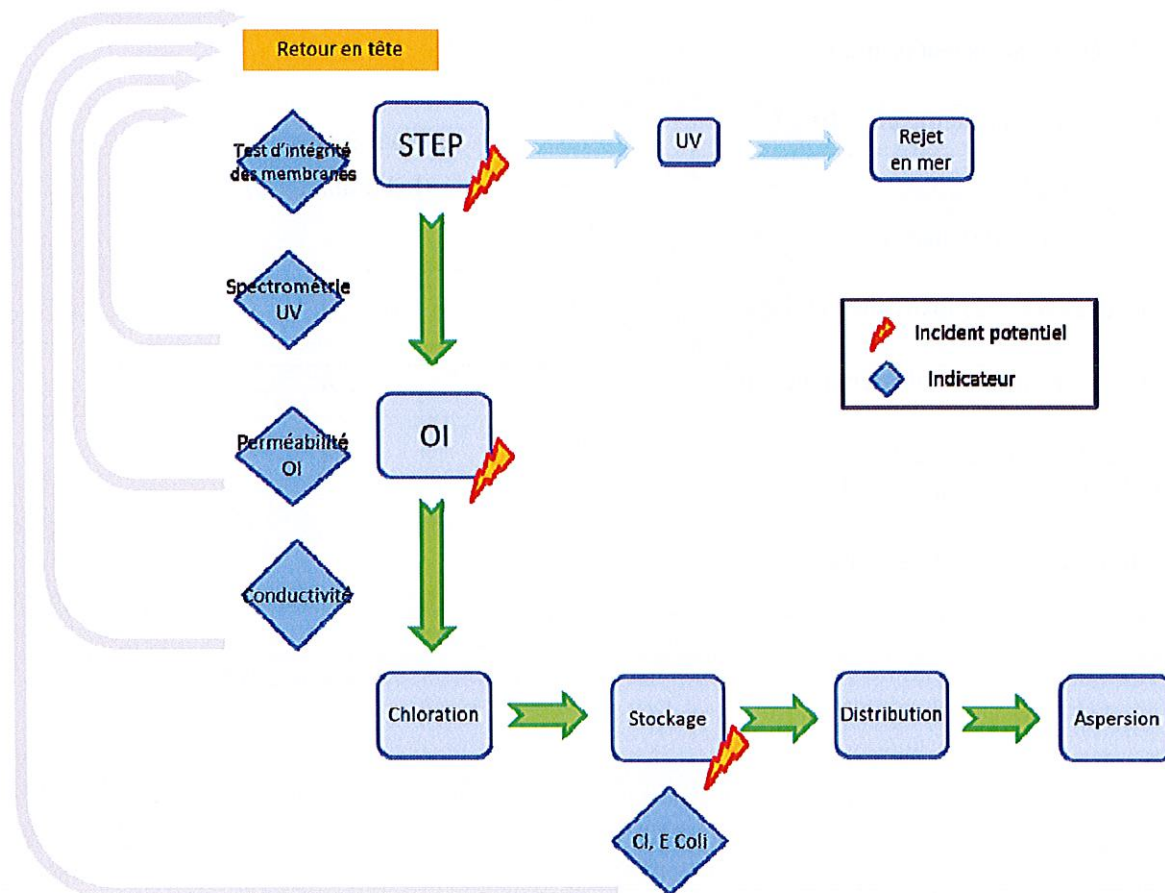 Retour en tête
Test d'intégrité
des membranes
STEP
UV
Rejet
en mer
Spectrométrie
UV
Incident potentiel
Indicateur
Perméabilité
OI
OI
Conductivité
Chloration
Stockage
Distribution
Aspersion
Cl, E Coli